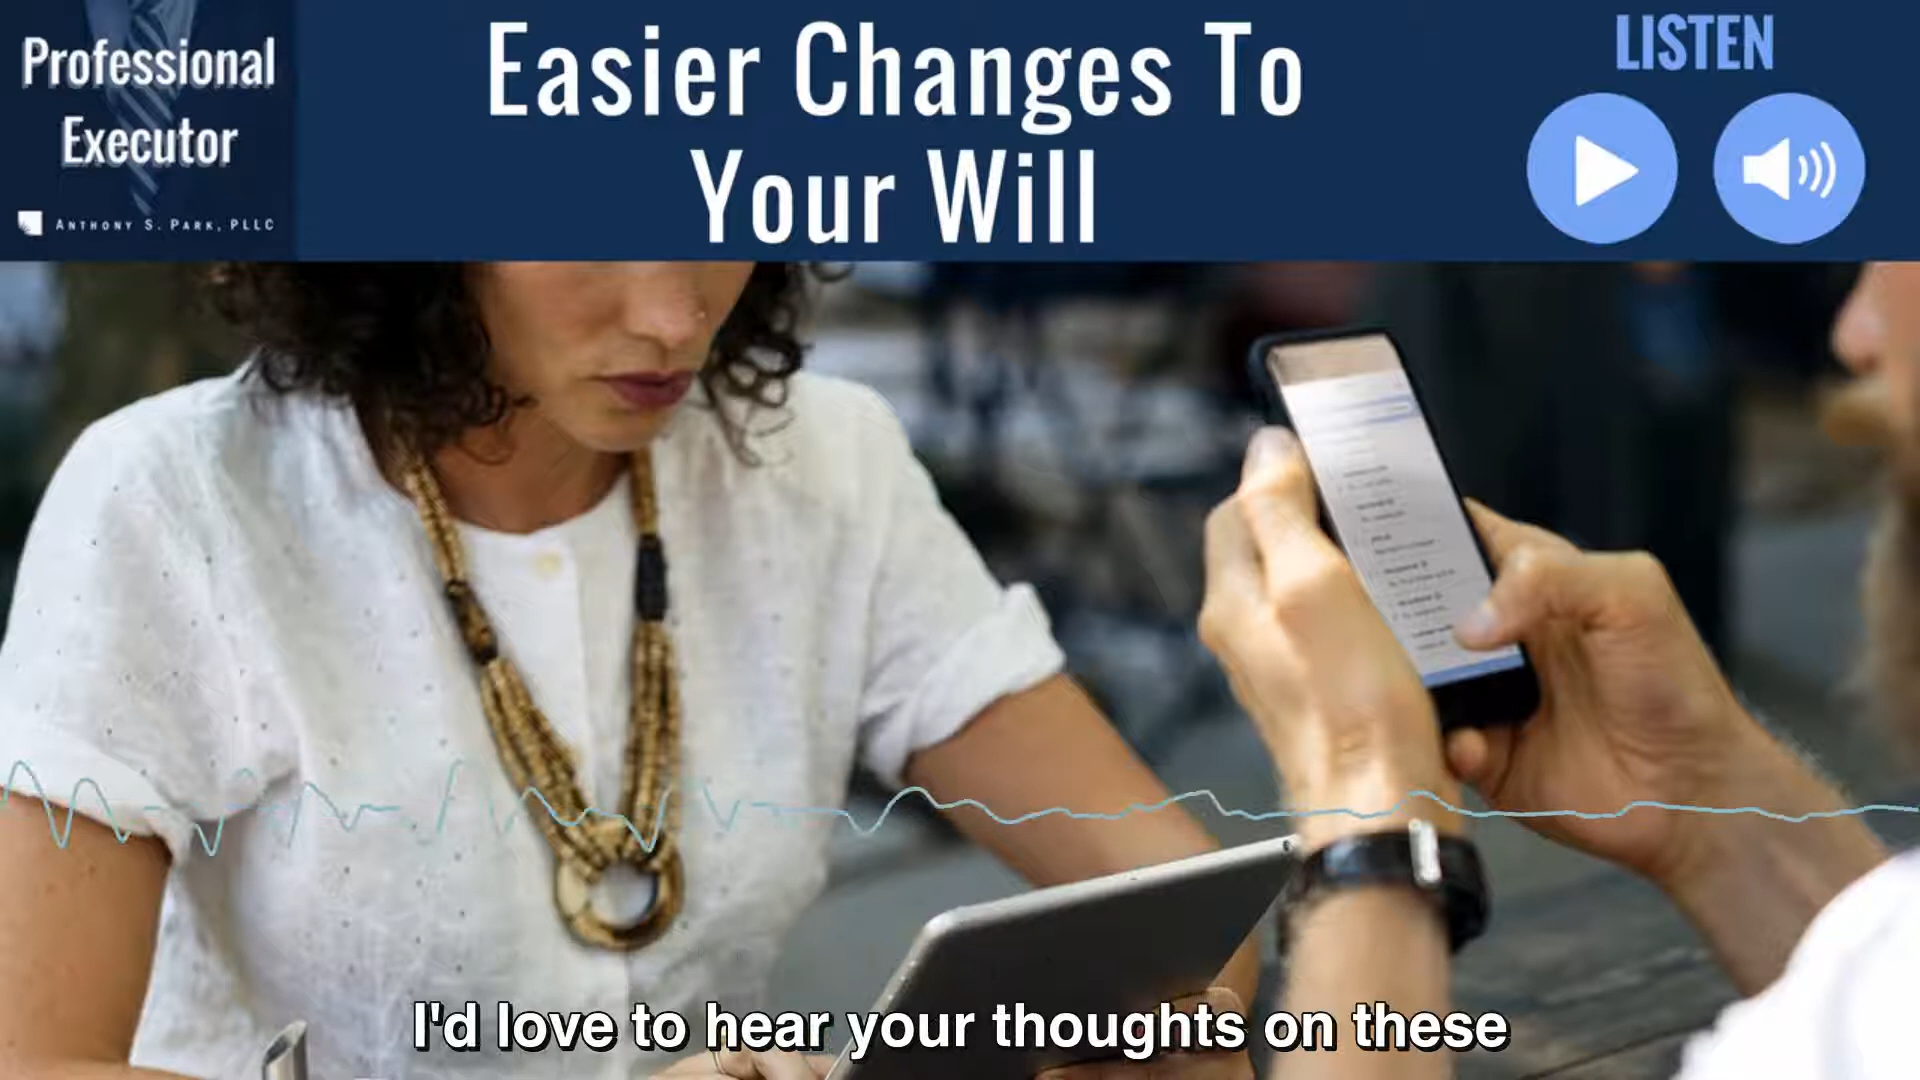 Professional
Executor
ANTHONY S. PARK, PLLC
Easier Changes To
Your Will
LISTEN
I'd love to hear your thoughts on these